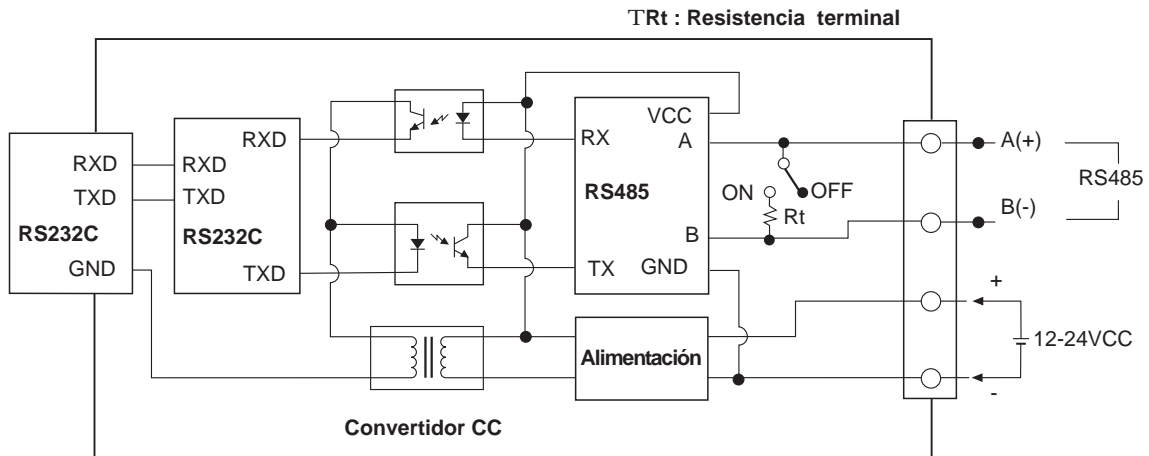 TRt : Resistencia terminal
VCC
RXD
RXD
RXD
RX
A
A(+)
TXD
TXD
RS485
ON
OFF
RS485
RS232C
RS232C
Rt
B(-)
B
GND
TXD
TX
GND
+
Alimentación
12-24VCC
-
Convertidor CC